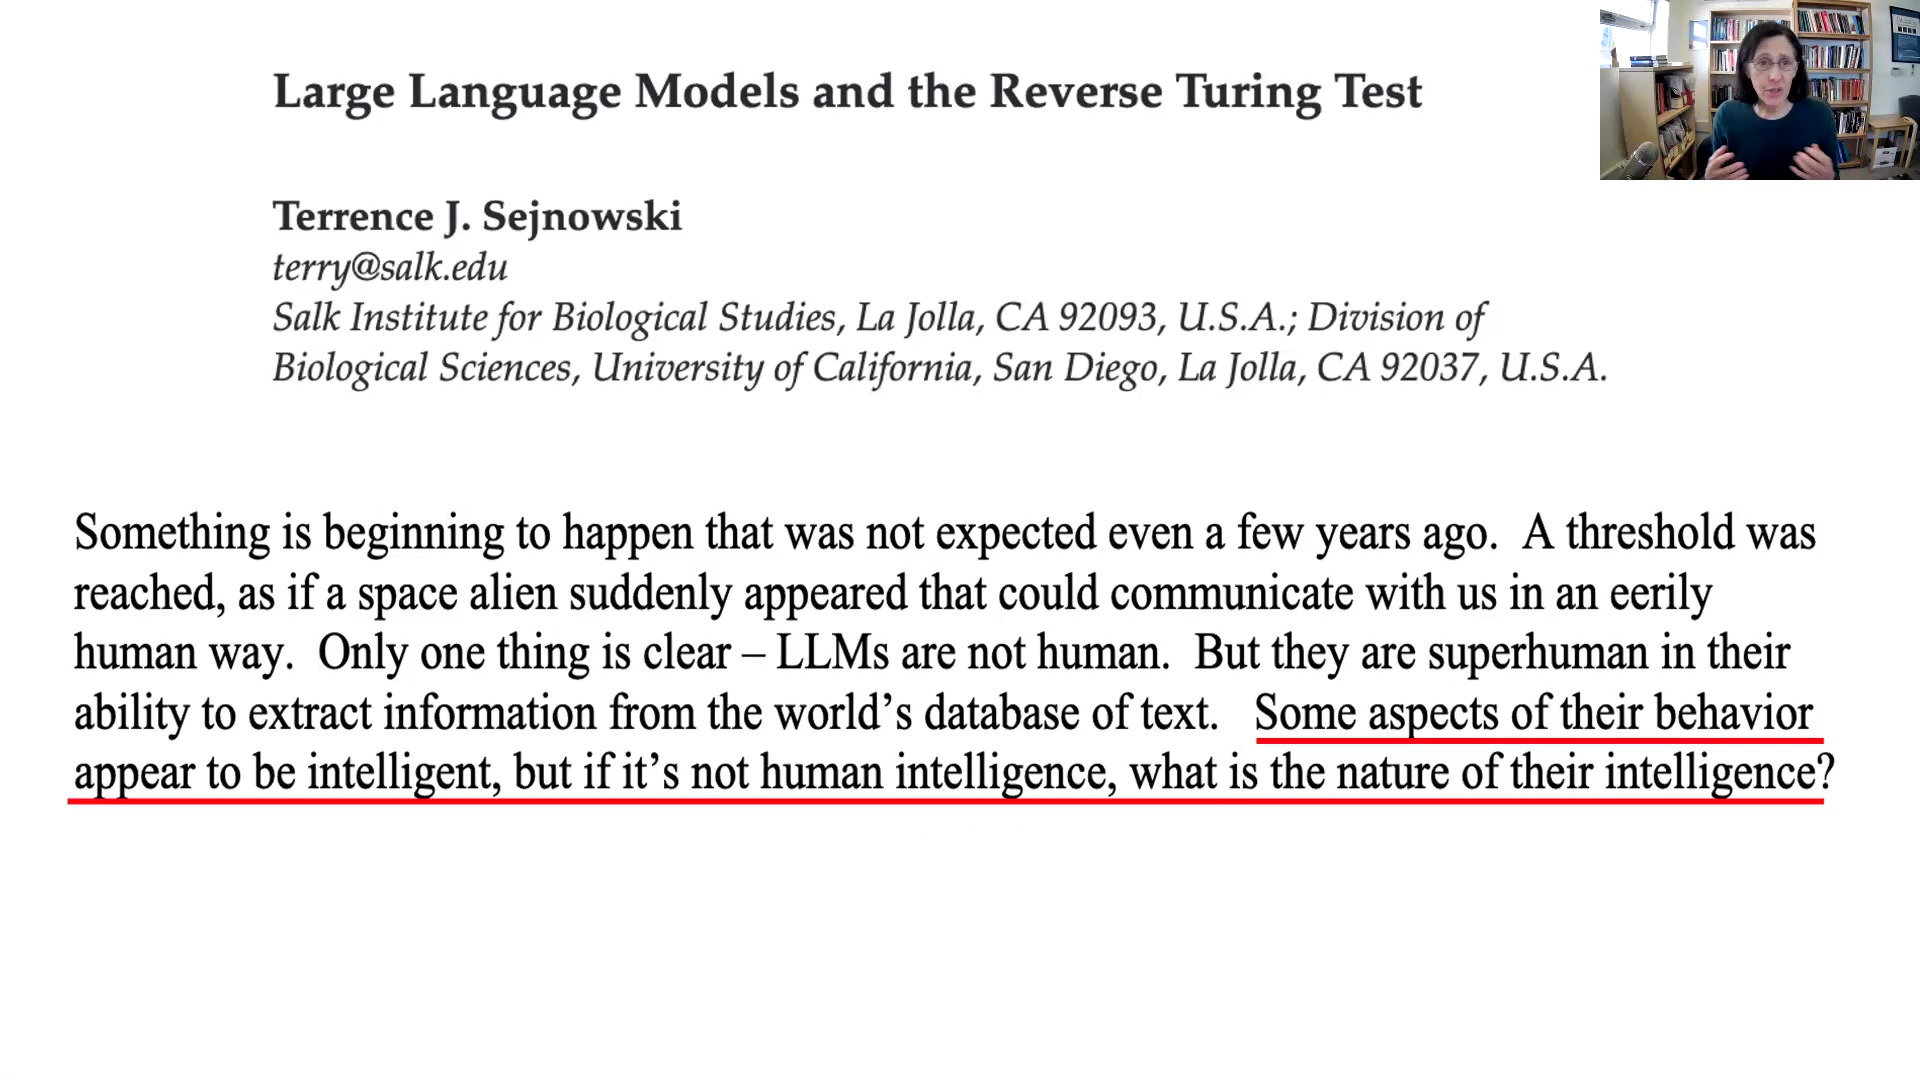 Large Language Models and the Reverse Turing Test
Terrence J. Sejnowski
terry@salk.edu
Salk Institute for Biological Studies, La Jolla, CA 92093, U.S.A.; Division of
Biological Sciences, University of California, San Diego, La Jolla, CA 92037, U.S.A.
Something is beginning to happen that was not expected even a few years ago.  A threshold was
reached, as if a space alien suddenly appeared that could communicate with us in an eerily
human way.  Only one thing is clear – LLMs are not human.  But they are superhuman in their
ability to extract information from the world’s database of text.   Some aspects of their behavior
appear to be intelligent, but if it’s not human intelligence, what is the nature of their intelligence?